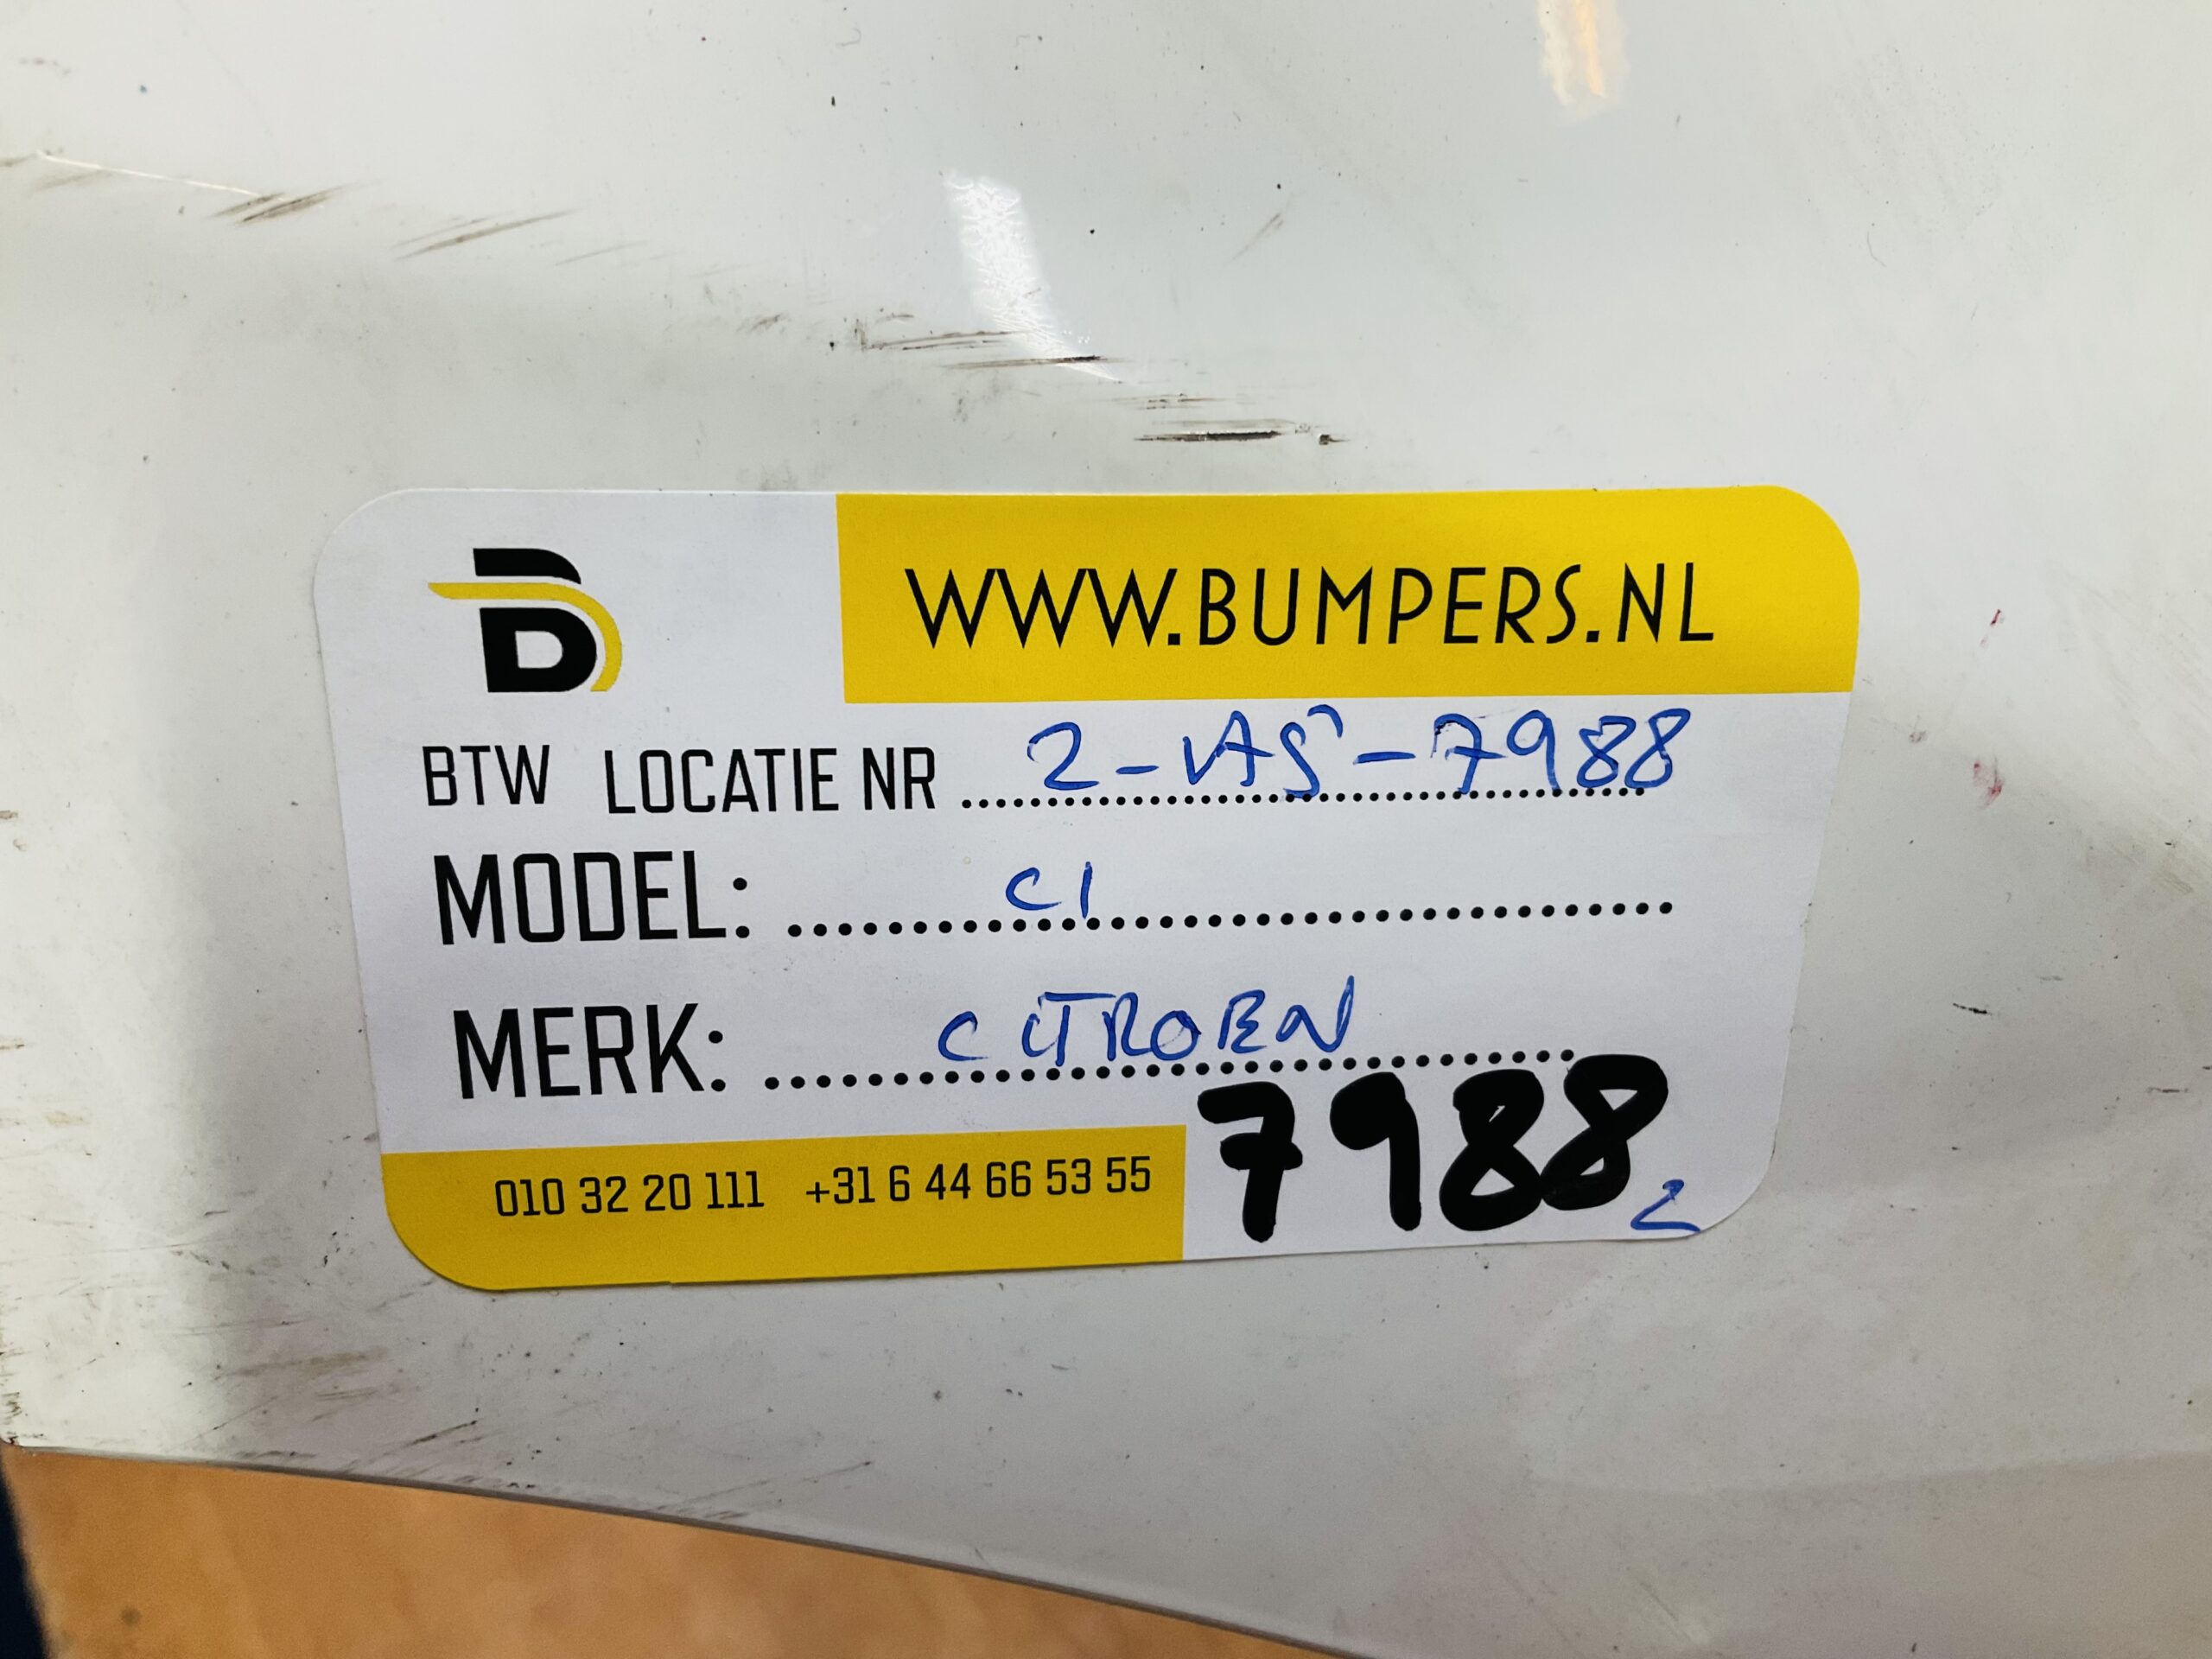 B
WWW.BUMPERS.NL
BTW LOCATIE NR 2-VAS-7988
MODEL: C1
MERK: CITROEN
010 32 20 111 +31 6 44 66 53 55
7988
2